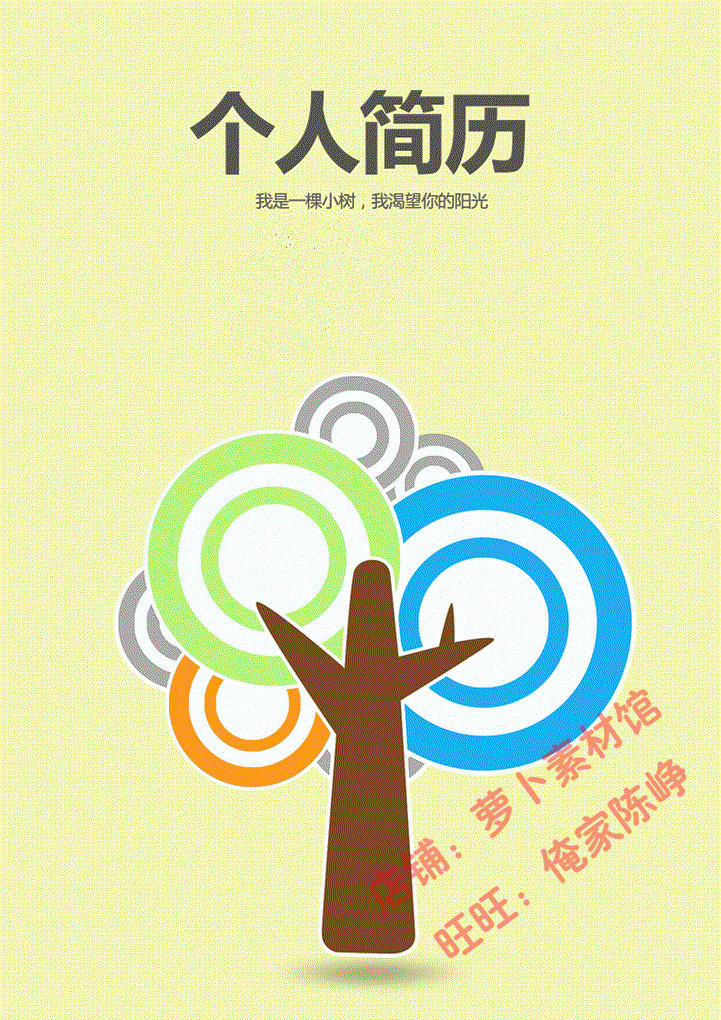 个人简历
我是一棵小树，我渴望你的阳光
店铺：萝卜素材馆
旺旺：俺家陈峥